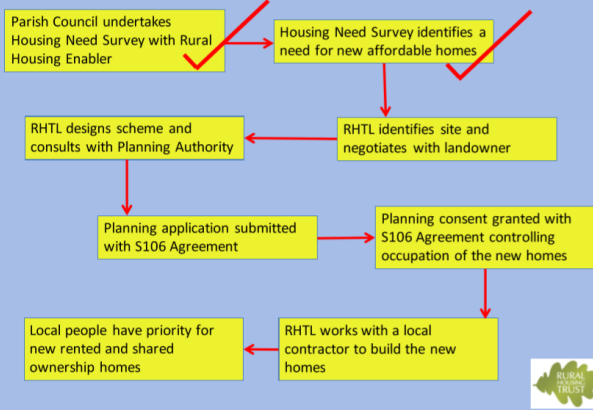 Parish Council undertakes
Housing Need Survey with Rural
Housing Enabler
Housing Need Survey identifies a
need for new affordable homes
RHTL identifies site and
negotiates with landowner
RHTL designs scheme and
consults with Planning Authority
Planning application submitted
with S106 Agreement
Planning consent granted with
S106 Agreement controlling
occupation of the new homes
RHTL works with a local
contractor to build the new
homes
Local people have priority for
new rented and shared
ownership homes
RURAL
HOUSING
TRUST